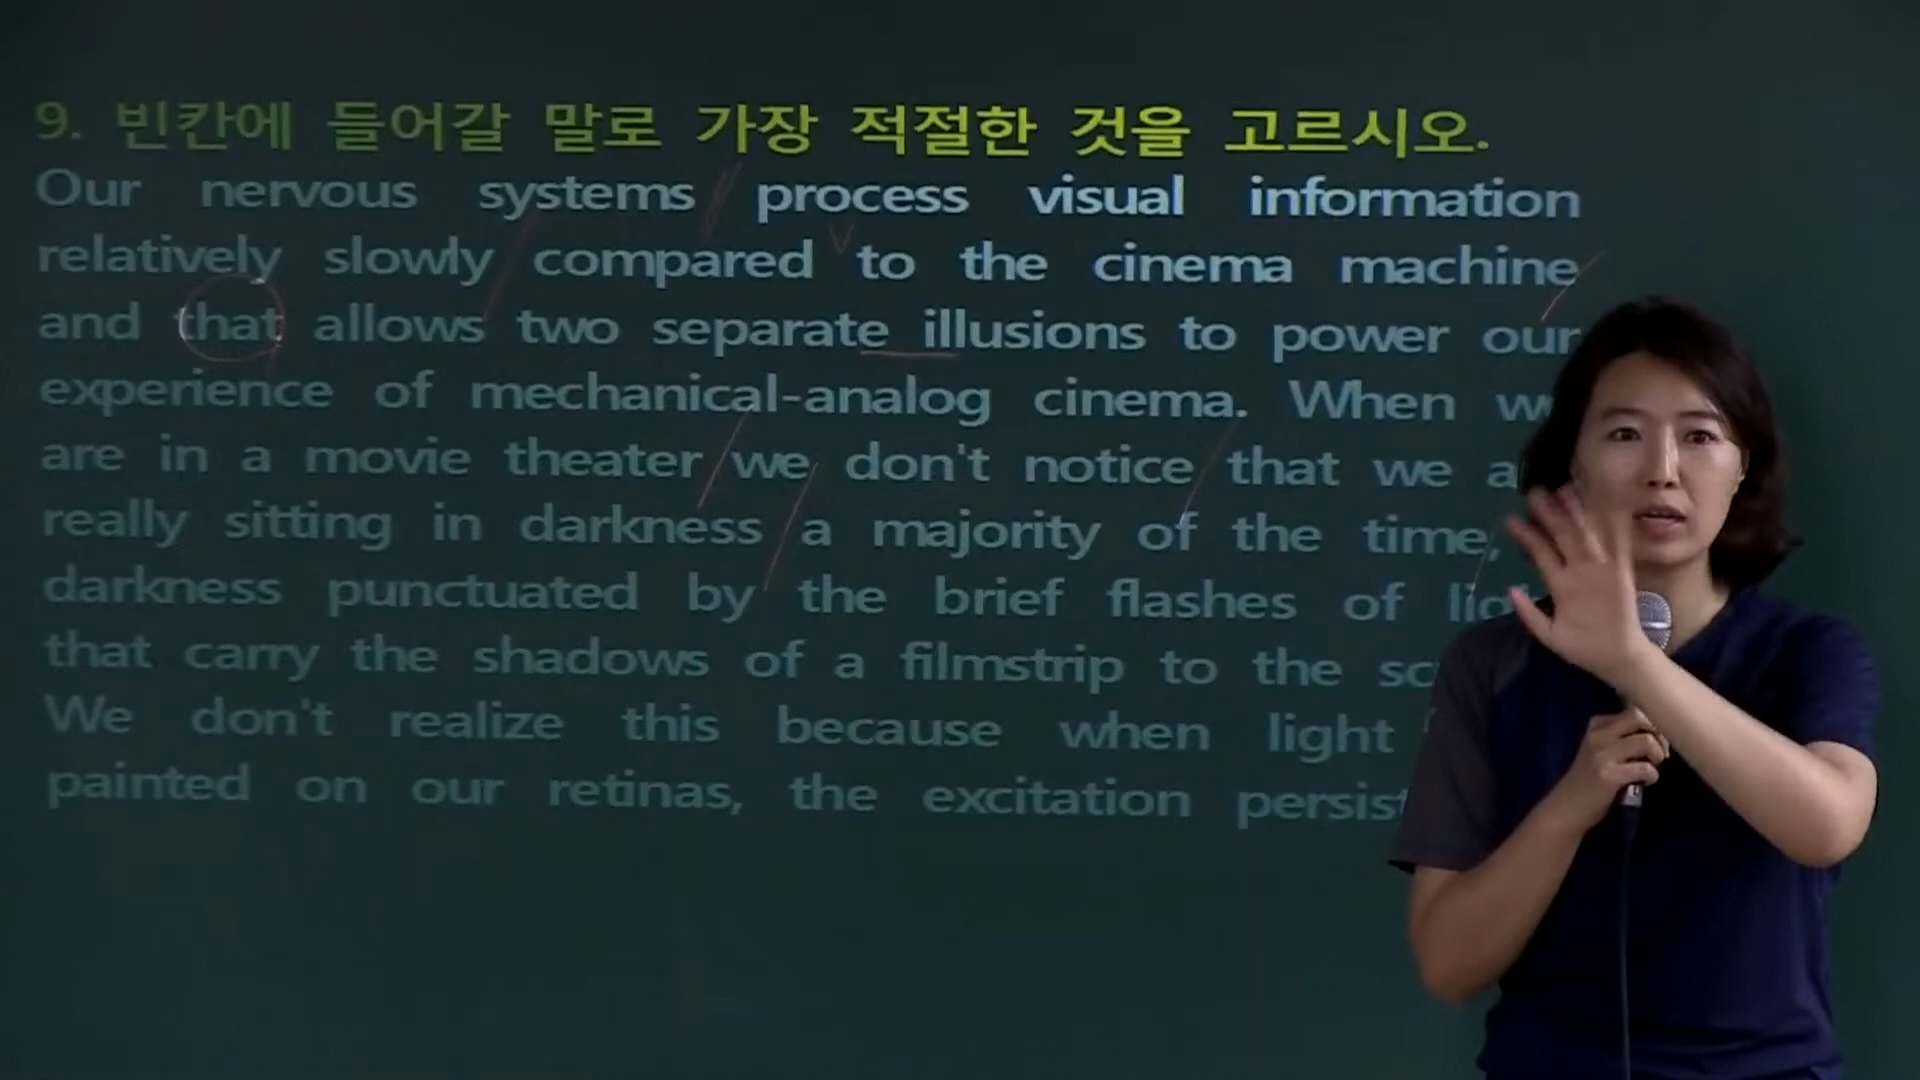 9. 빈칸에 들어갈 말로 가장 적절한 것을 고르시오.
Our nervous systems process visual information
relatively slowly compared to the cinema machine
and that allows two separate illusions to power our
experience of mechanical-analog cinema. When
are in a movie theater we don't notice that we
really sitting in darkness a majority of the time,
darkness punctuated by the brief flashes of
that carry the shadows of a filmstrip to the
We don't realize this because when light
painted on our retinas, the excitation